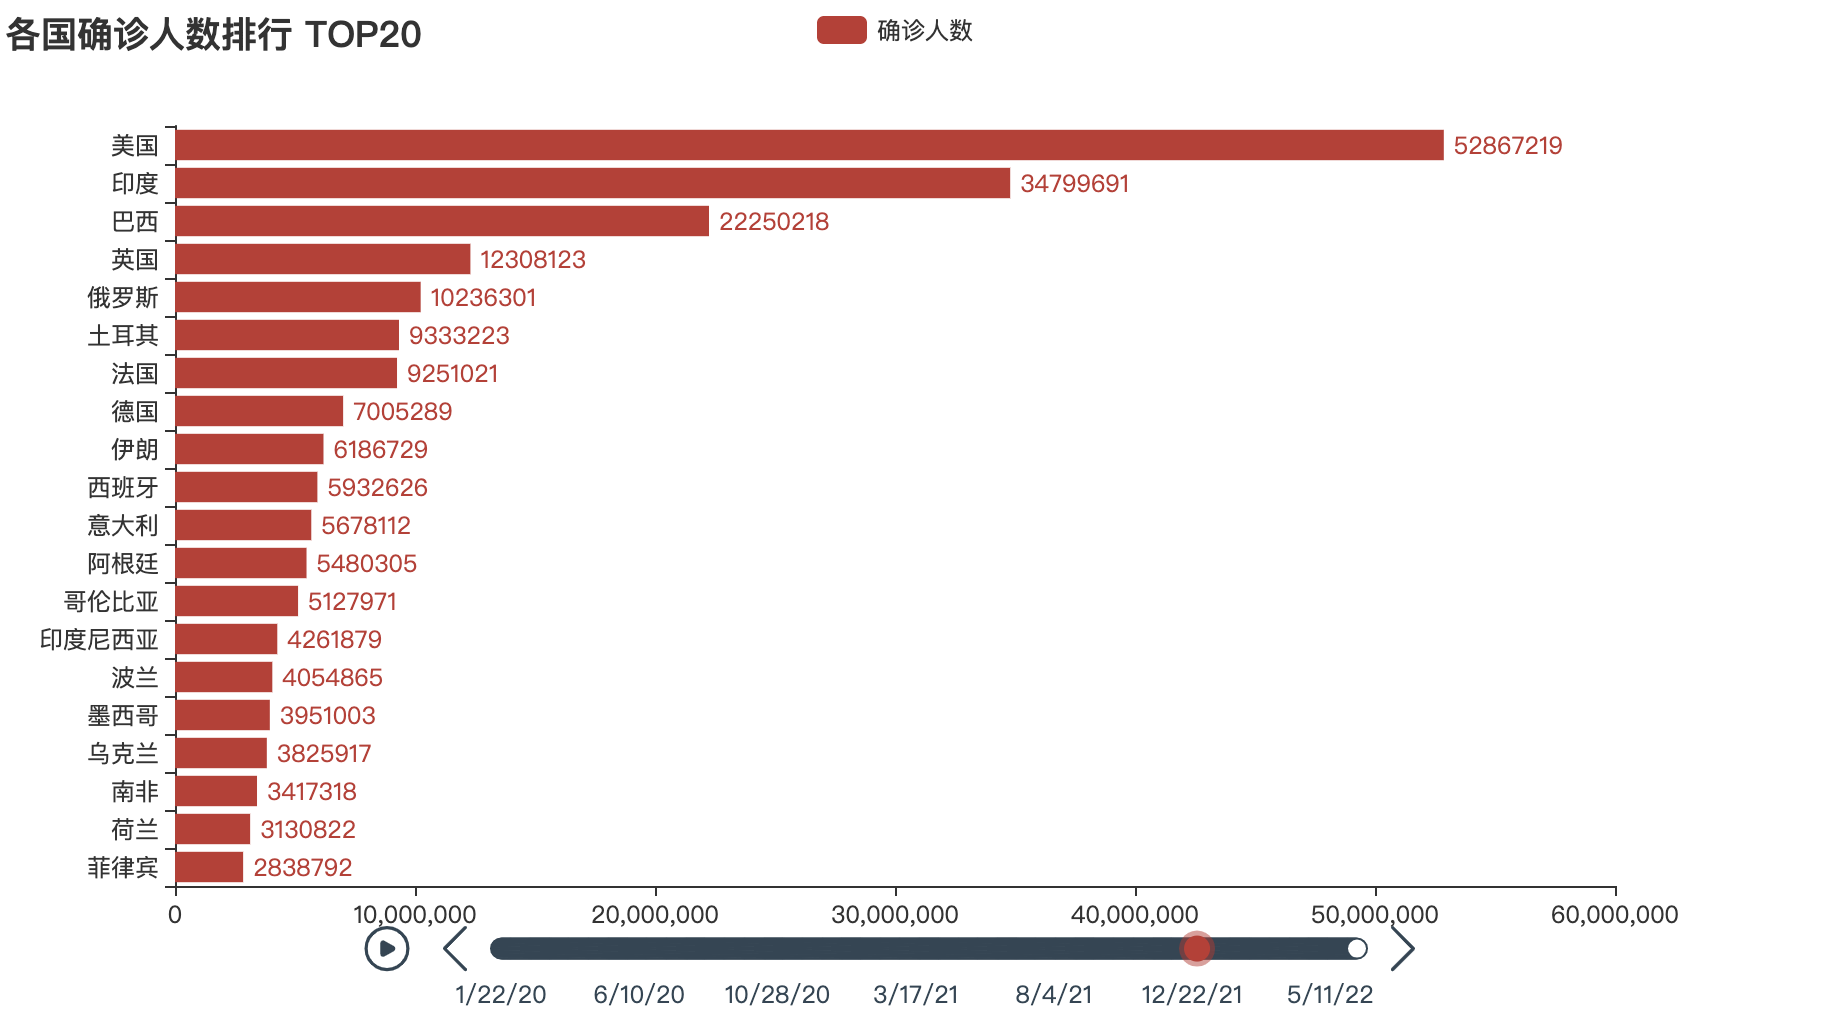 各国确诊人数排行 TOP20
确诊人数
美国 52867219
印度 34799691
巴西 22250218
英国 12308123
俄罗斯 10236301
土耳其 9333223
法国 9251021
德国 7005289
伊朗 6186729
西班牙 5932626
意大利 5678112
阿根廷 5480305
哥伦比亚 5127971
印度尼西亚 4261879
波兰 4054865
墨西哥 3951003
乌克兰 3825917
南非 3417318
荷兰 3130822
菲律宾 2838792
0 10,000,000 20,000,000 30,000,000 40,000,000 50,000,000 60,000,000
1/22/20 6/10/20 10/28/20 3/17/21 8/4/21 12/22/21 5/11/22